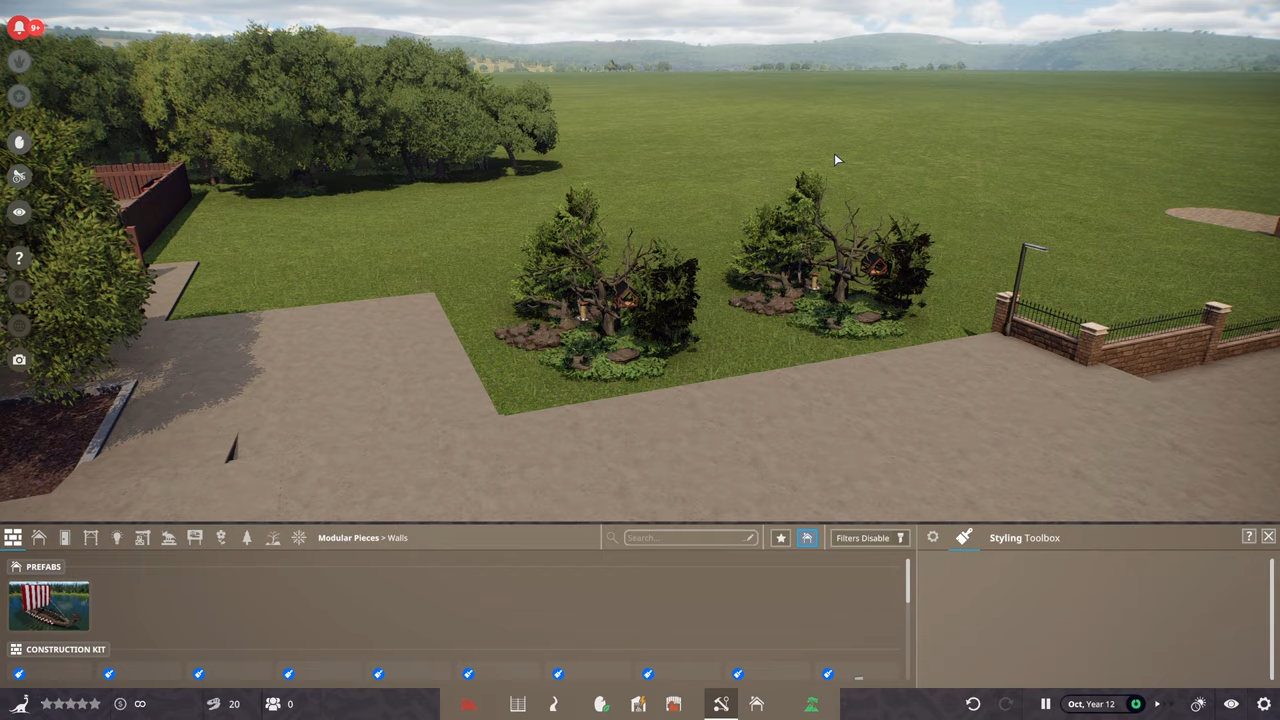 9+
?
Modular Pieces > Walls
Search...
Filters Disable
Styling Toolbox
?
PREFABS
CONSTRUCTION KIT
∞
20
0
Oct, Year 12